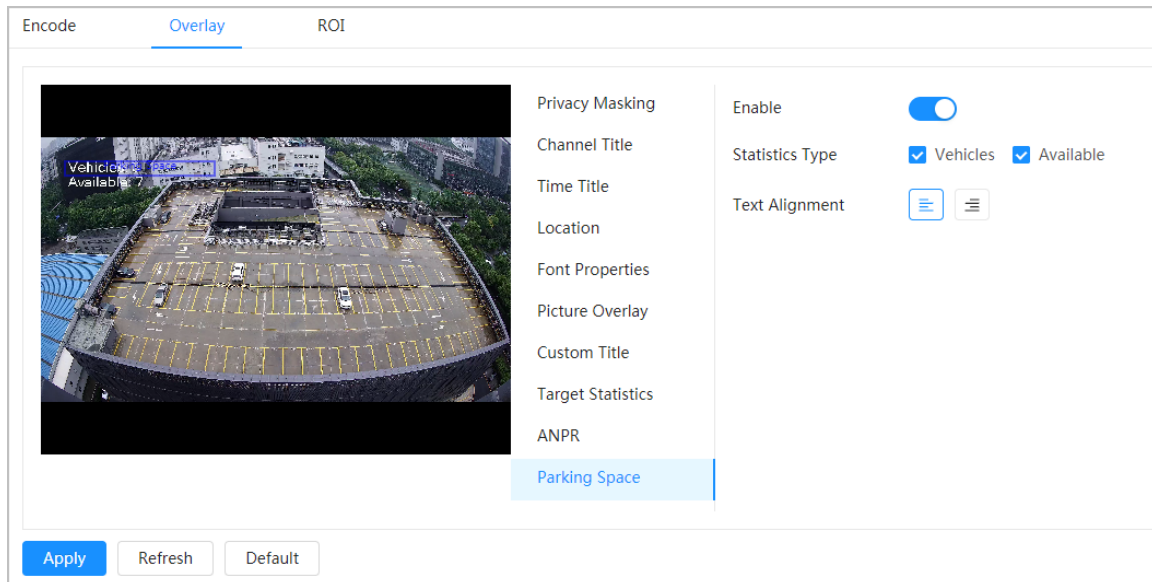 Encode Overlay ROI
Vehicles
Available: 7
Privacy Masking
Channel Title
Time Title
Location
Font Properties
Picture Overlay
Custom Title
Target Statistics
ANPR
Parking Space
Enable
Statistics Type Vehicles Available
Text Alignment
Apply Refresh Default